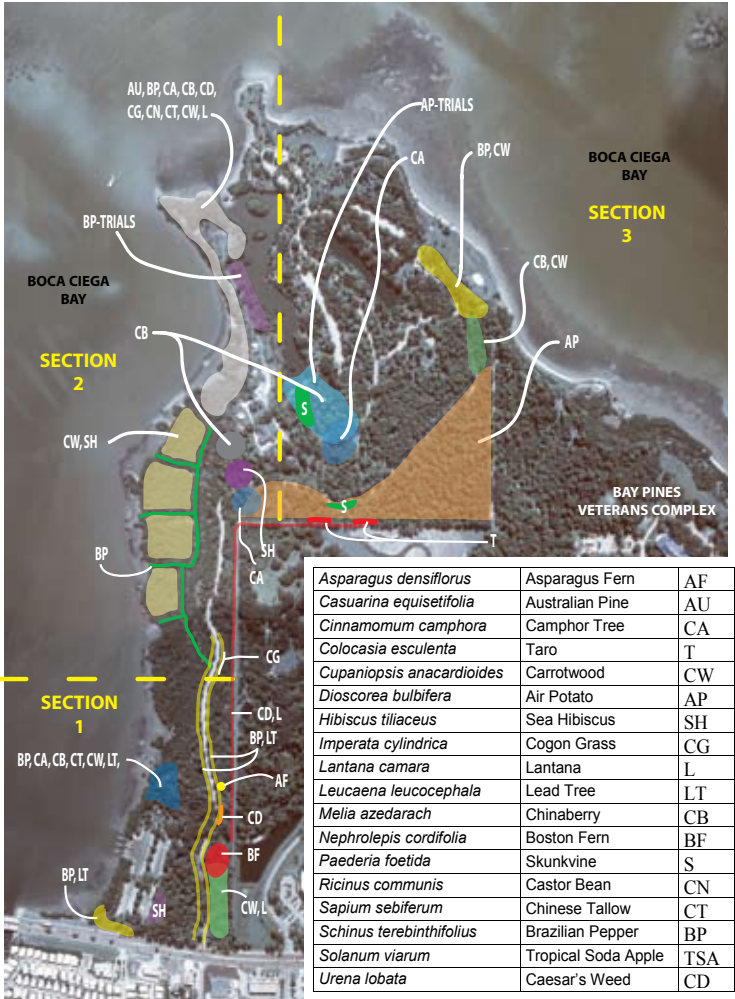 AU, BP, CA, CB, CD,
CG, CN, CT, CW, L
AP-TRIALS
CA
BP, CW
BOCA CIEGA
BAY
SECTION
3
BP-TRIALS
CB, CW
BOCA CIEGA
BAY
CB
AP
SECTION
2
S
CW, SH
BAY PINES
VETERANS COMPLEX
S
T
SH
BP
CA
CG
SECTION
1
CD, L
BP, LT
BP, CA, CB, CT, CW, LT,
AF
CD
BF
BP, LT
SH
CW, L
Asparagus densiflorus Asparagus Fern AF
Casuarina equisetifolia Australian Pine AU
Cinnamomum camphora Camphor Tree CA
Colocasia esculenta Taro T
Cupaniopsis anacardioides Carrotwood CW
Dioscorea bulbifera Air Potato AP
Hibiscus tiliaceus Sea Hibiscus SH
Imperata cylindrica Cogon Grass CG
Lantana camara Lantana L
Leucaena leucocephala Lead Tree LT
Melia azedarach Chinaberry CB
Nephrolepis cordifolia Boston Fern BF
Paederia foetida Skunkvine S
Ricinus communis Castor Bean CN
Sapium sebiferum Chinese Tallow CT
Schinus terebinthifolius Brazilian Pepper BP
Solanum viarum Tropical Soda Apple TSA
Urena lobata Caesar's Weed CD